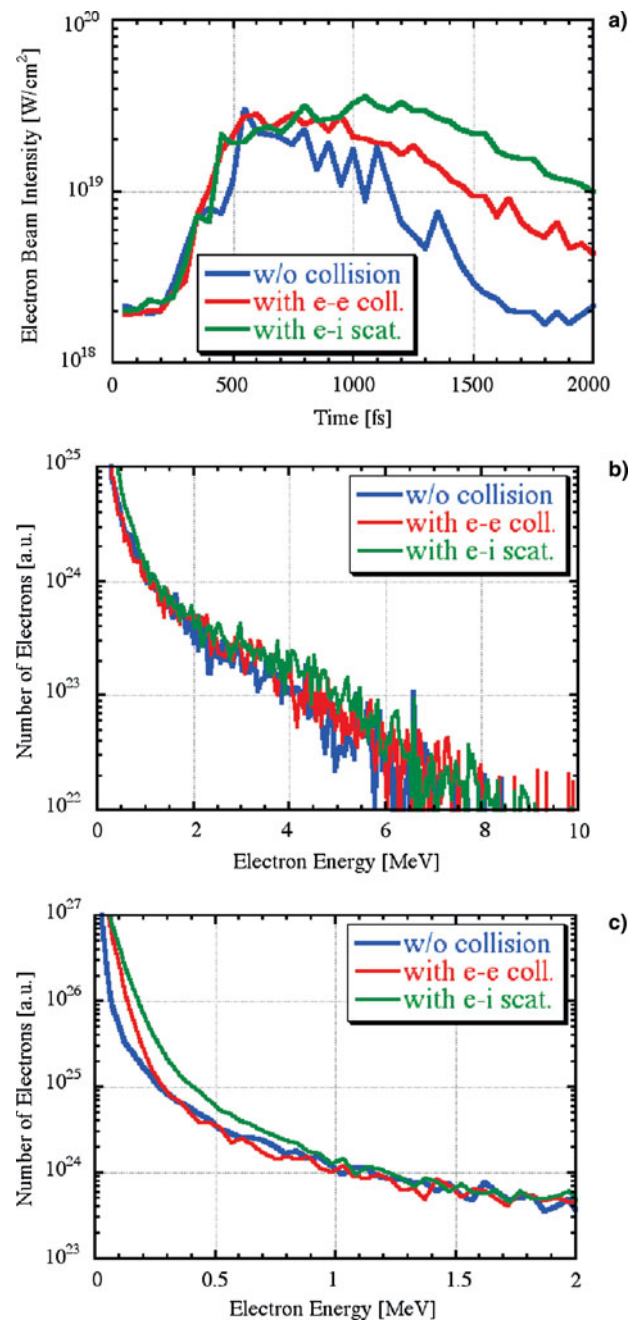 a)
10^20
10^19
10^18
Electron Beam Intensity [W/cm²]
w/o collision
with e-e coll.
with e-i scat.
0 500 1000 1500 2000
Time [fs]
b)
10^25
10^24
10^23
10^22
Number of Electrons [a.u.]
w/o collision
with e-e coll.
with e-i scat.
0 2 4 6 8 10
Electron Energy [MeV]
c)
10^27
10^26
10^25
10^24
10^23
Number of Electrons [a.u.]
w/o collision
with e-e coll.
with e-i scat.
0 0.5 1 1.5 2
Electron Energy [MeV]